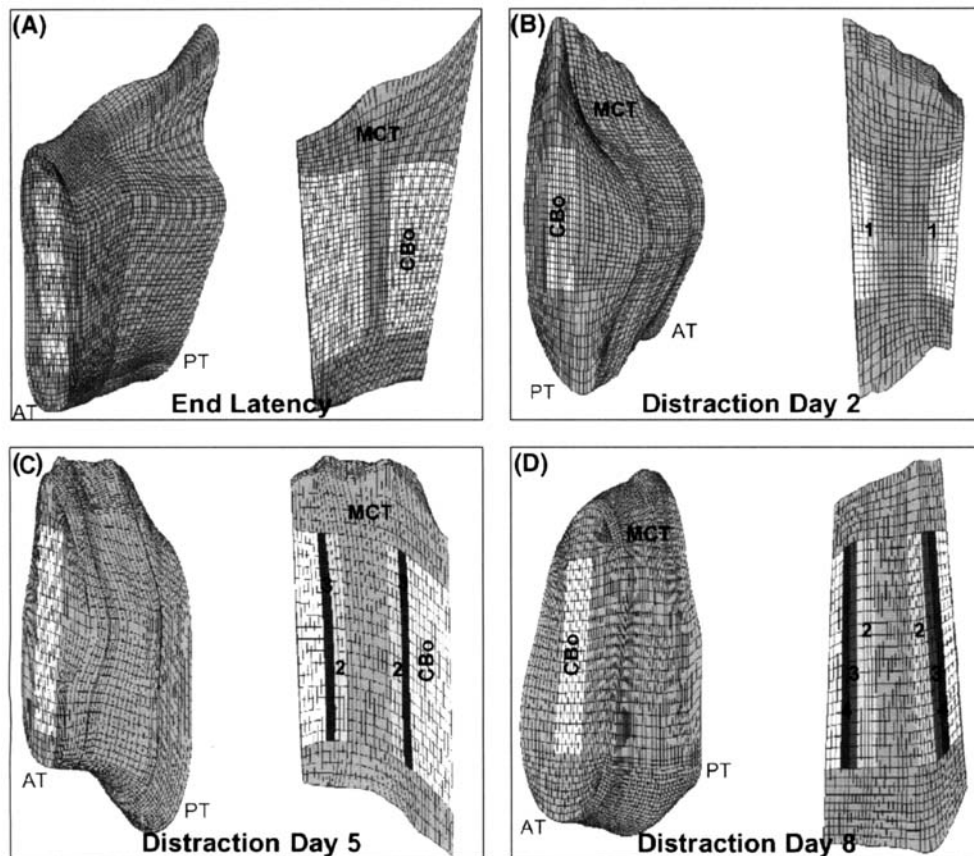 (A)
MCT
CBo
PT
AT
End Latency
(B)
MCT
CBo
1 1
AT
PT
Distraction Day 2
(C)
MCT
2 2
CBo
AT
PT
Distraction Day 5
(D)
MCT
CBo
2 2
3 3
PT
AT
Distraction Day 8